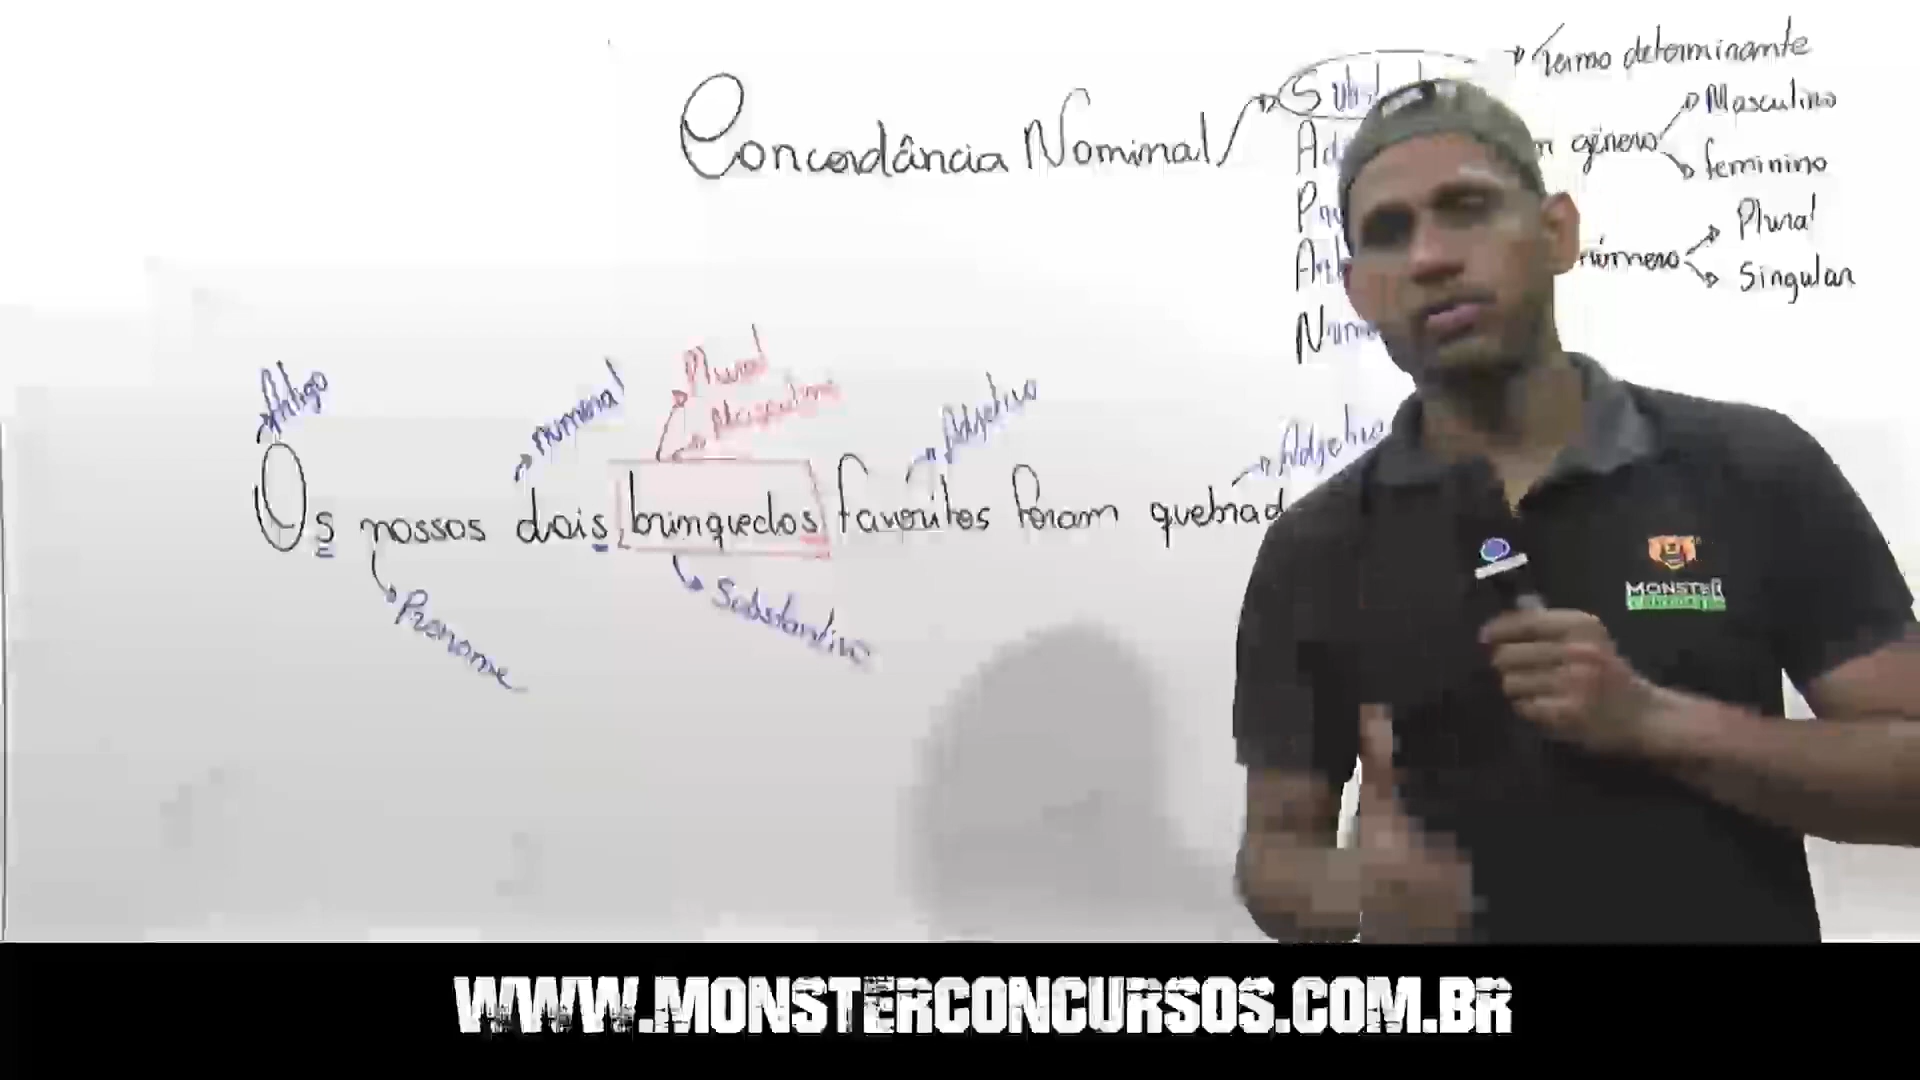 Termo determinante
Concordância Nominal
Masculino
gênero
feminino
Plural
número
Singular
Artigo
numeral
Plural
Masculino
Adjetivo
Adjetivo
Os nossos dois brinquedos favoritos foram
Pronome
Substantivo
MONSTER
WWW.MONSTERCONCURSOS.COM.BR